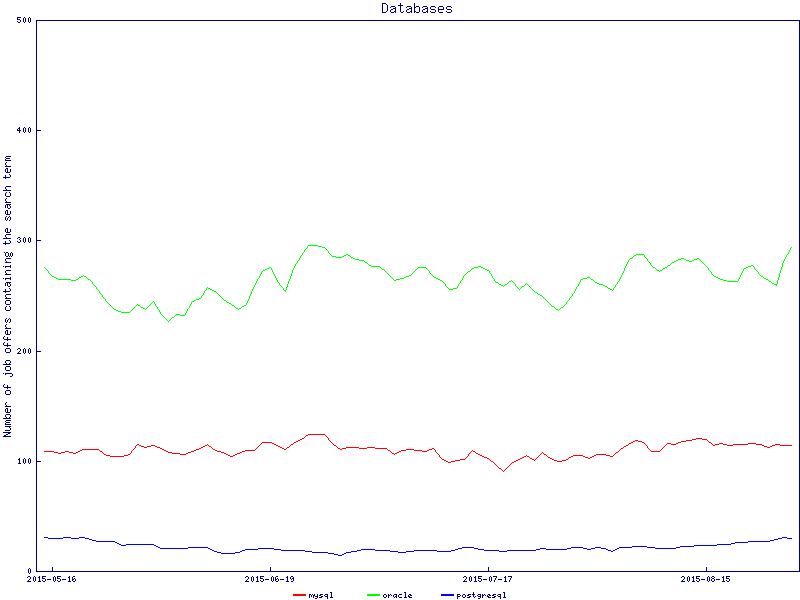 Databases
500
400
300
200
100
0
Number of job offers containing the search term
2015-05-16 2015-06-19 2015-07-17 2015-08-15
mysql oracle postgresql